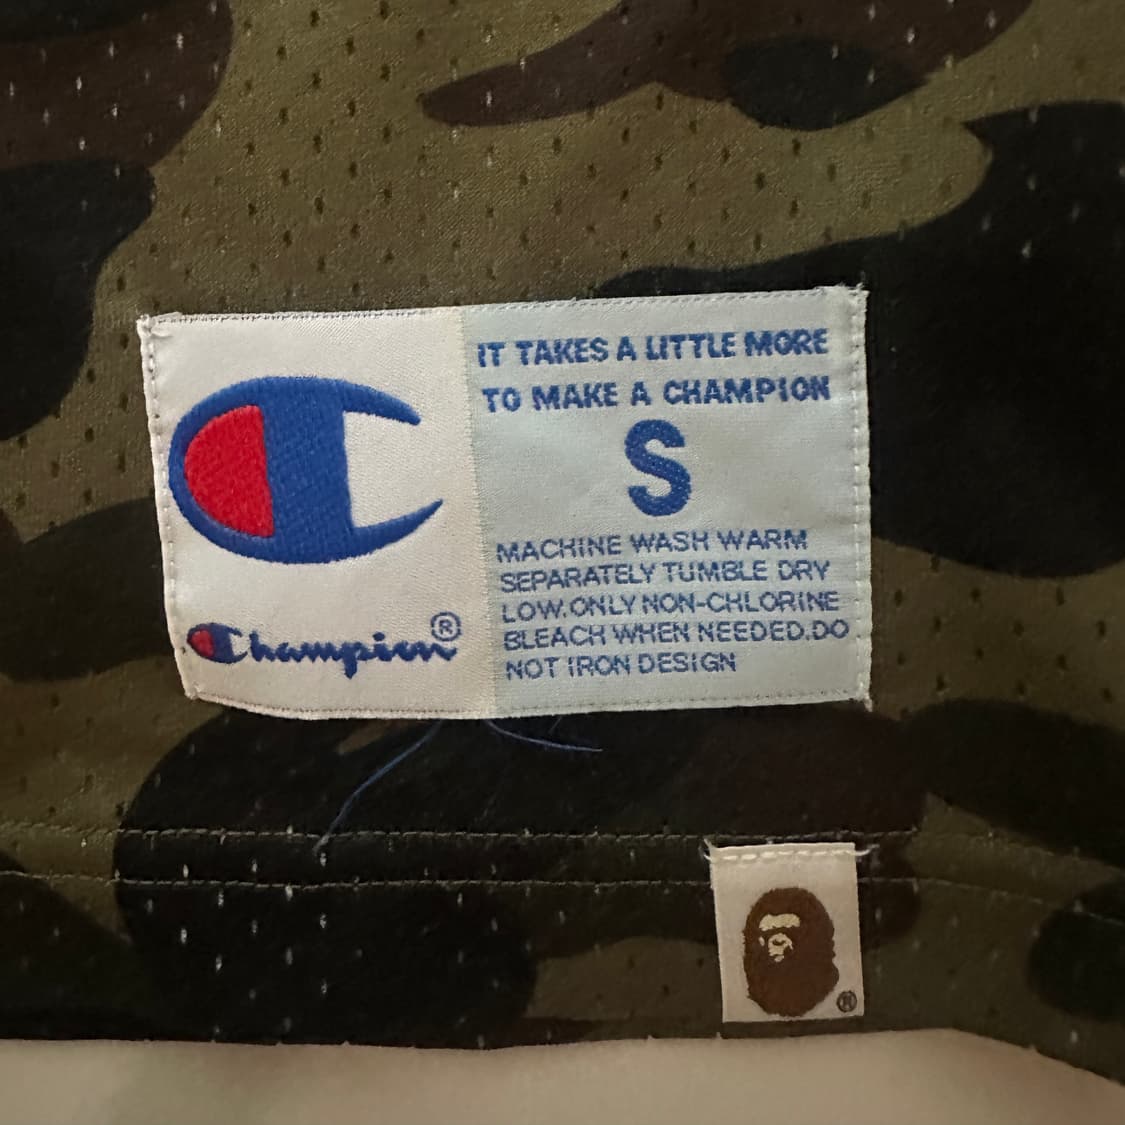 Champion®
IT TAKES A LITTLE MORE
TO MAKE A CHAMPION
S
MACHINE WASH WARM
SEPARATELY TUMBLE DRY
LOW.ONLY NON-CHLORINE
BLEACH WHEN NEEDED.DO
NOT IRON DESIGN
®